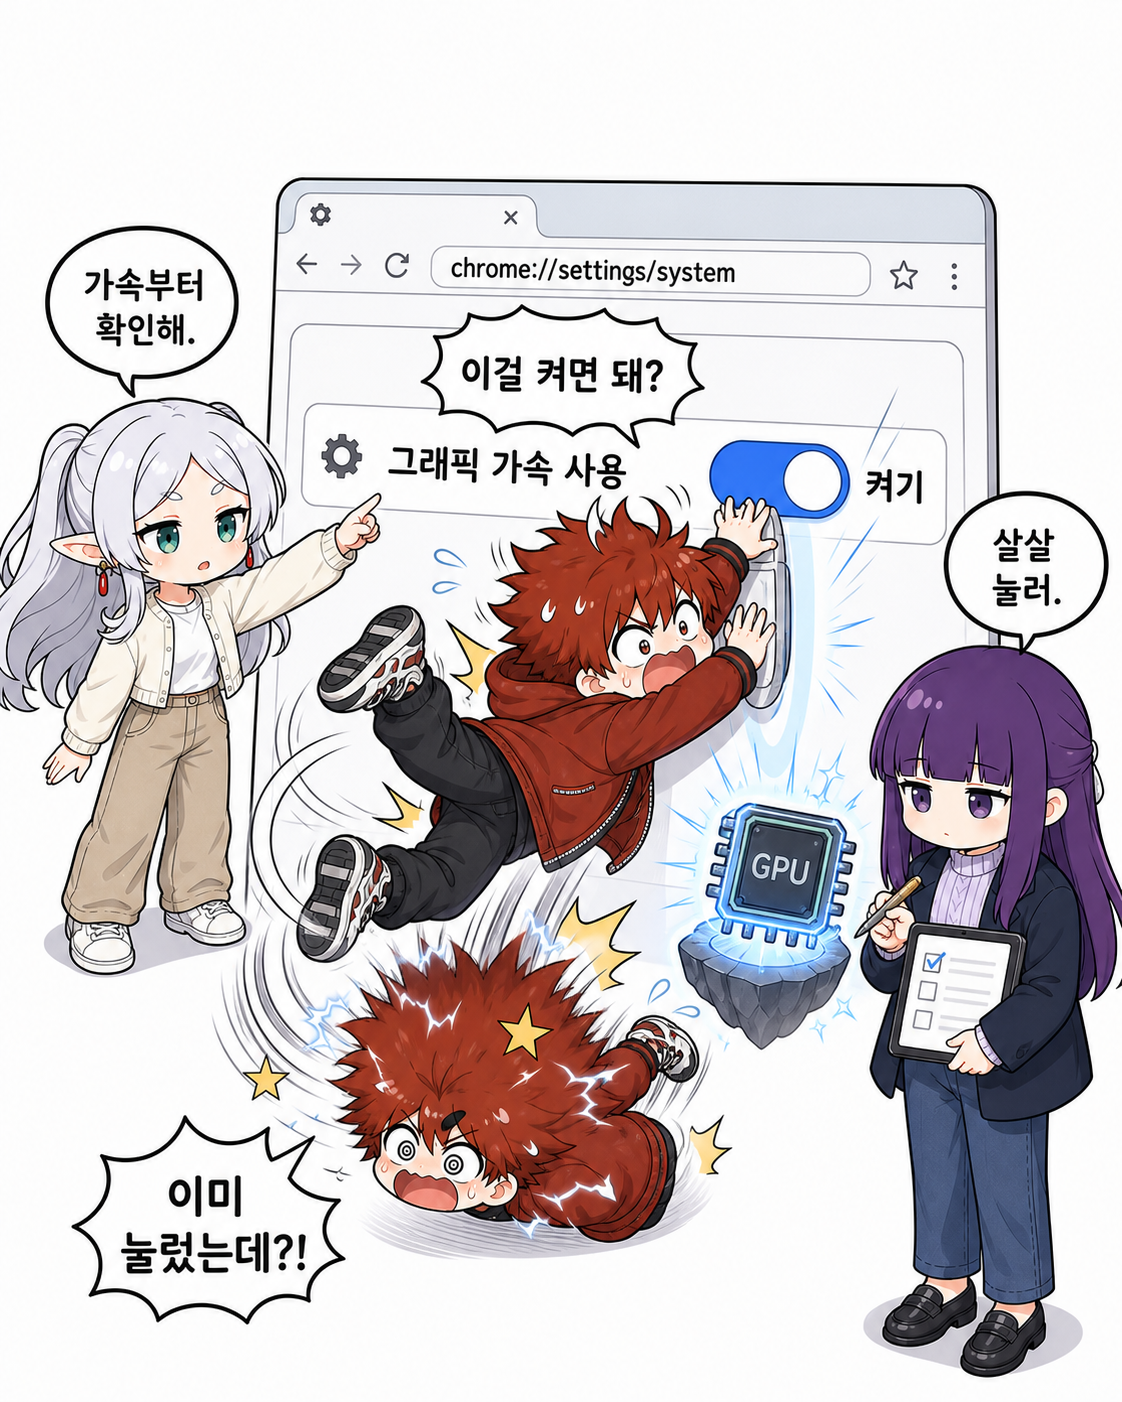 chrome://settings/system
가속부터
확인해.
이걸 켜면 돼?
그래픽 가속 사용
켜기
살살
눌러.
GPU
이미
눌렀는데?!